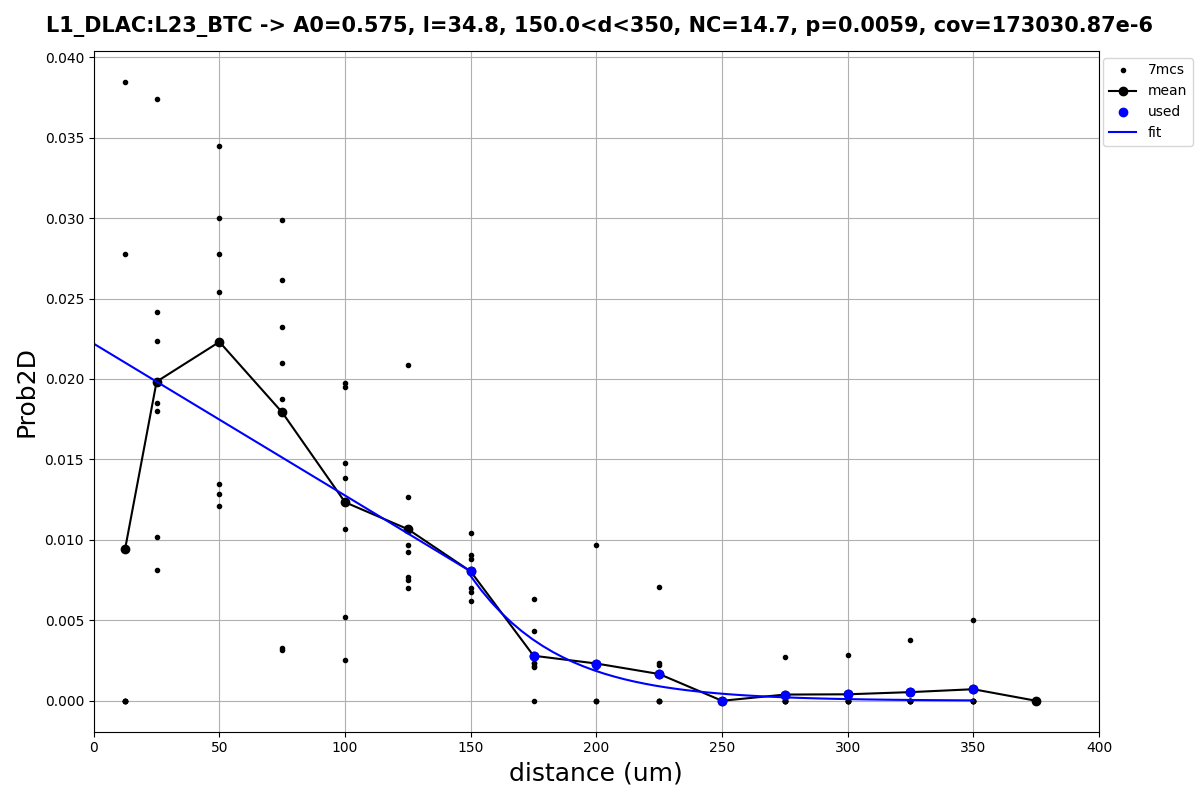 L1_DLAC:L23_BTC -> A0=0.575, l=34.8, 150.0<d<350, NC=14.7, p=0.0059, cov=173030.87e-6
0.040
0.035
0.030
0.025
0.020
0.015
0.010
0.005
0.000
Prob2D
0
50
100
150
200
250
300
350
400
distance (um)
7mcs
mean
used
fit